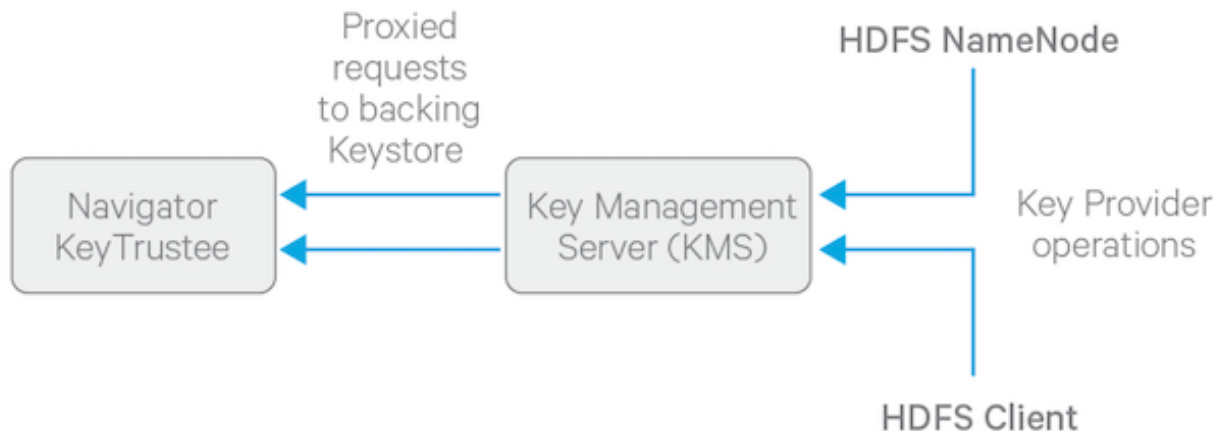 Proxied
requests
to backing
Keystore
HDFS NameNode
Navigator
KeyTrustee
Key Management
Server (KMS)
Key Provider
operations
HDFS Client